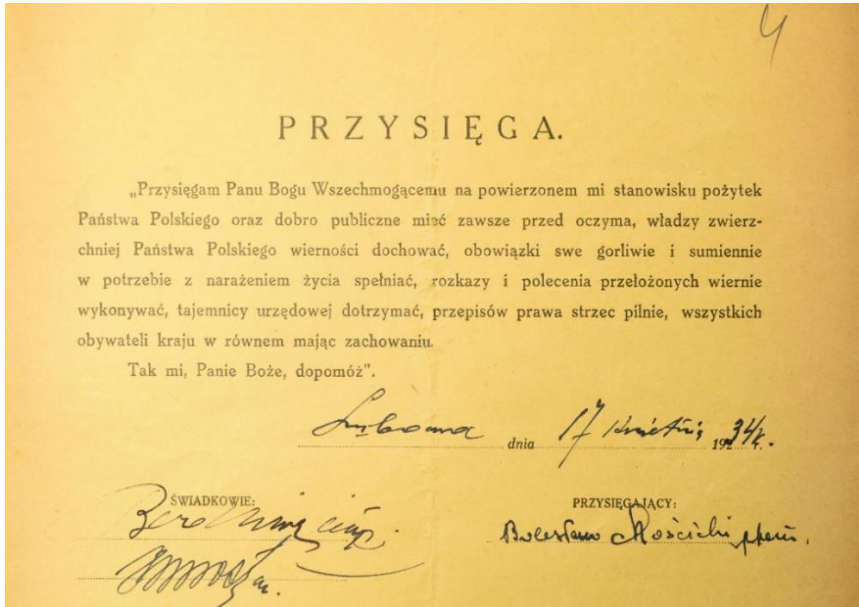 4
PRZYSIĘGA.
„Przysięgam Panu Bogu Wszechmogącemu na powierzonem mi stanowisku pożytek
Państwa Polskiego oraz dobro publiczne mieć zawsze przed oczyma, władzy zwierz-
chniej Państwa Polskiego wierności dochować, obowiązki swe gorliwie i sumiennie
w potrzebie z narażeniem życia spełniać, rozkazy i polecenia przełożonych wiernie
wykonywać, tajemnicy urzędowej dotrzymać, przepisów prawa strzec pilnie, wszystkich
obywateli kraju w równem mając zachowaniu.
Tak mi, Panie Boże, dopomóż".
dnia 17 kwietnia 1934 r.
ŚWIADKOWIE:
PRZYSIĘGAJĄCY:
Bolesław Mościcki